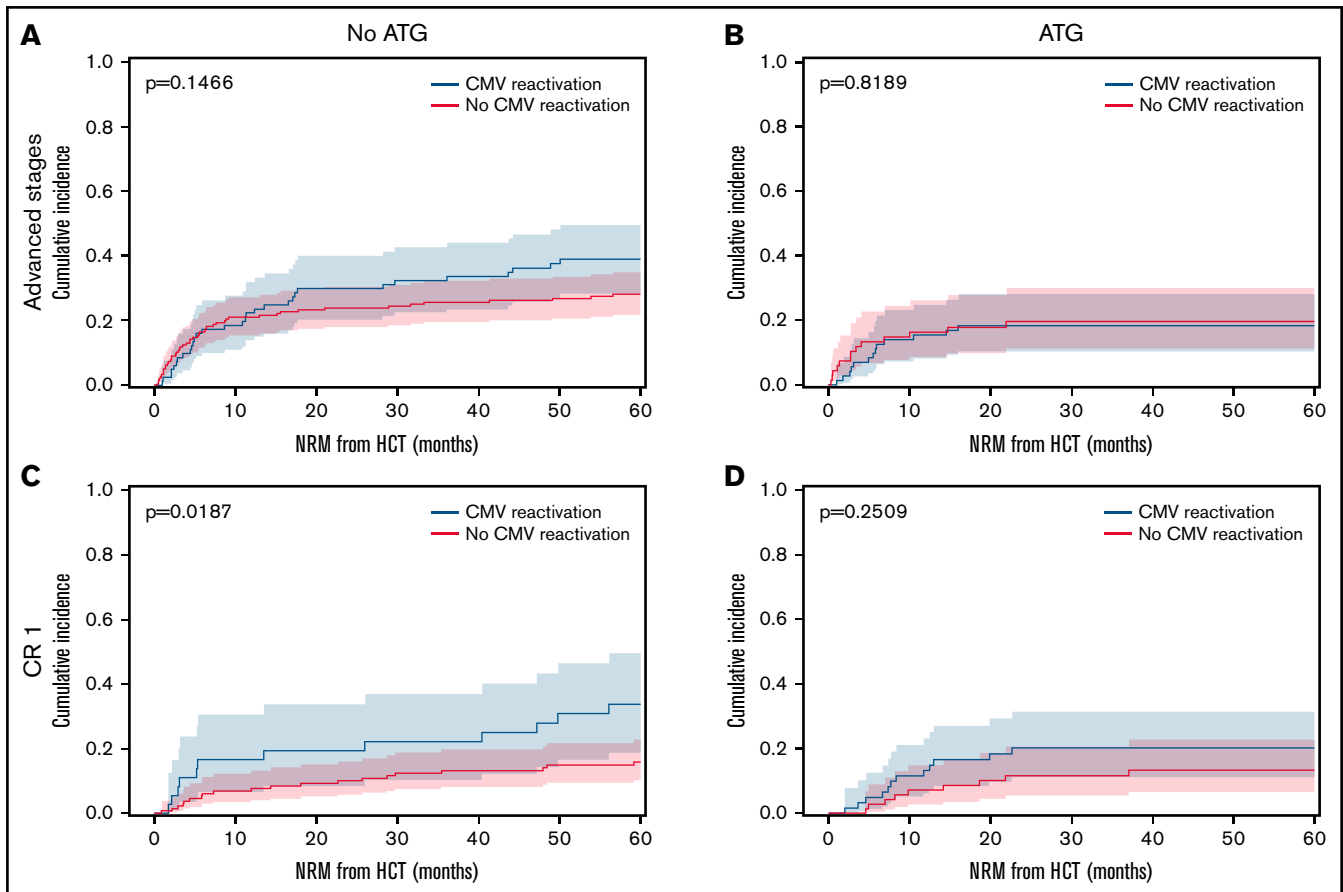 A
No ATG
B
ATG
Advanced stages
Cumulative incidence
1.0
0.8
0.6
0.4
0.2
0.0
p=0.1466
CMV reactivation
No CMV reactivation
0 10 20 30 40 50 60
NRM from HCT (months)
Cumulative incidence
1.0
0.8
0.6
0.4
0.2
0.0
p=0.8189
CMV reactivation
No CMV reactivation
0 10 20 30 40 50 60
NRM from HCT (months)
C
CR 1
Cumulative incidence
1.0
0.8
0.6
0.4
0.2
0.0
p=0.0187
CMV reactivation
No CMV reactivation
0 10 20 30 40 50 60
NRM from HCT (months)
D
Cumulative incidence
1.0
0.8
0.6
0.4
0.2
0.0
p=0.2509
CMV reactivation
No CMV reactivation
0 10 20 30 40 50 60
NRM from HCT (months)